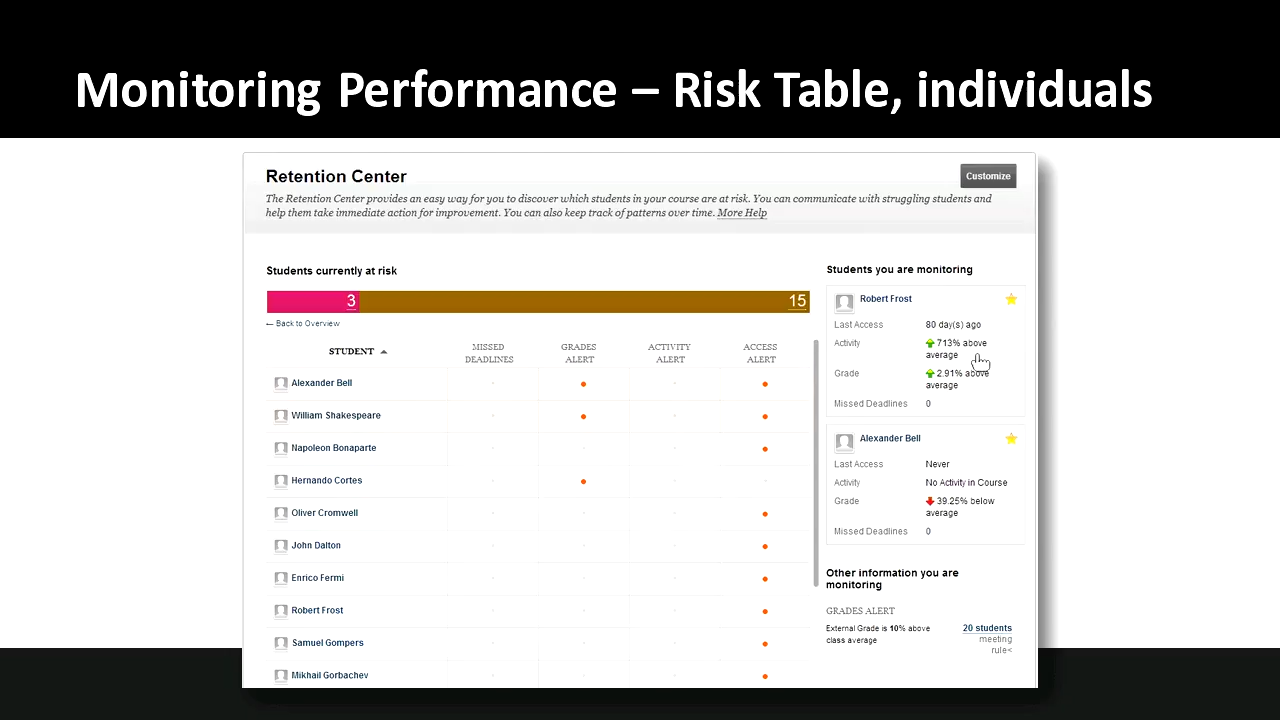 Monitoring Performance – Risk Table, individuals
Retention Center
Customize
The Retention Center provides an easy way for you to discover which students in your course are at risk. You can communicate with struggling students and
help them take immediate action for improvement. You can also keep track of patterns over time. More Help
Students currently at risk
3
15
← Back to Overview
STUDENT
MISSED
DEADLINES
GRADES
ALERT
ACTIVITY
ALERT
ACCESS
ALERT
Alexander Bell
William Shakespeare
Napoleon Bonaparte
Hernando Cortes
Oliver Cromwell
John Dalton
Enrico Fermi
Robert Frost
Samuel Gompers
Mikhail Gorbachev
Students you are monitoring
Robert Frost
Last Access 80 day(s) ago
Activity 713% above
average
Grade 2.91% above
average
Missed Deadlines 0
Alexander Bell
Last Access Never
Activity No Activity in Course
Grade 39.25% below
average
Missed Deadlines 0
Other information you are
monitoring
GRADES ALERT
External Grade is 10% above
class average
20 students
meeting
rule<